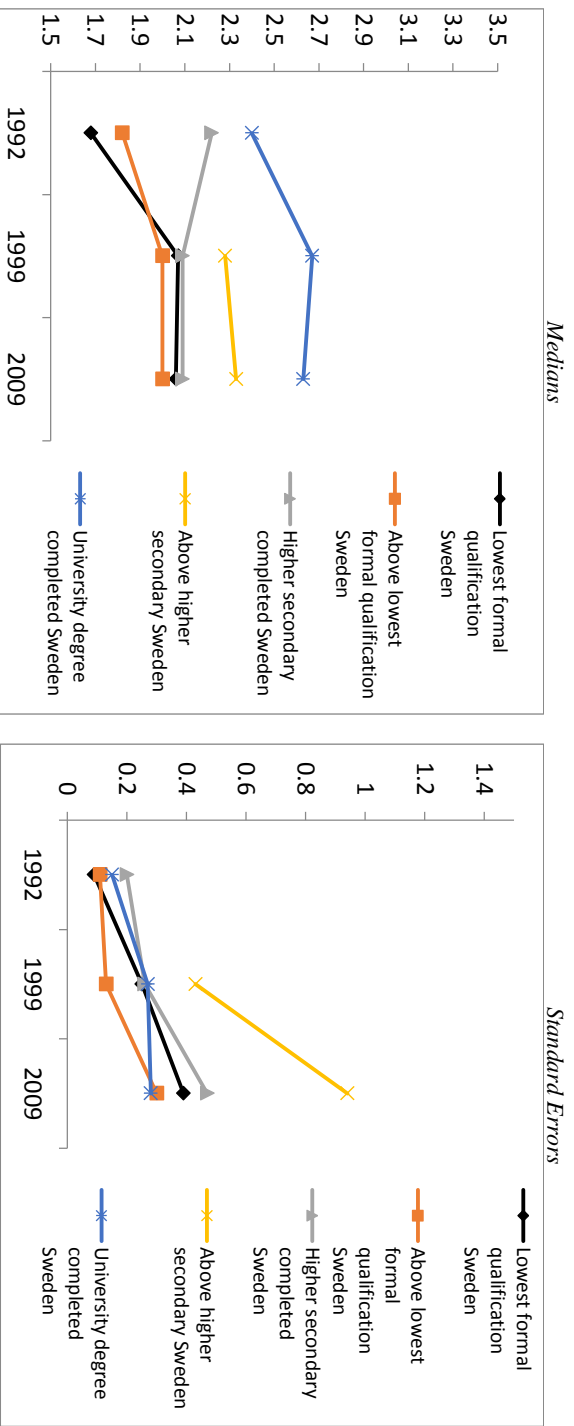 Medians
3.5
3.3
3.1
2.9
2.7
2.5
2.3
2.1
1.9
1.7
1.5
1992
1999
2009
Lowest formal
qualification
Sweden
Above lowest
formal qualification
Sweden
Higher secondary
completed Sweden
Above higher
secondary Sweden
University degree
completed Sweden
Standard Errors
1.4
1.2
1
0.8
0.6
0.4
0.2
0
1992
1999
2009
Lowest formal
qualification
Sweden
Above lowest
formal
qualification
Sweden
Higher secondary
completed
Sweden
Above higher
secondary Sweden
University degree
completed
Sweden